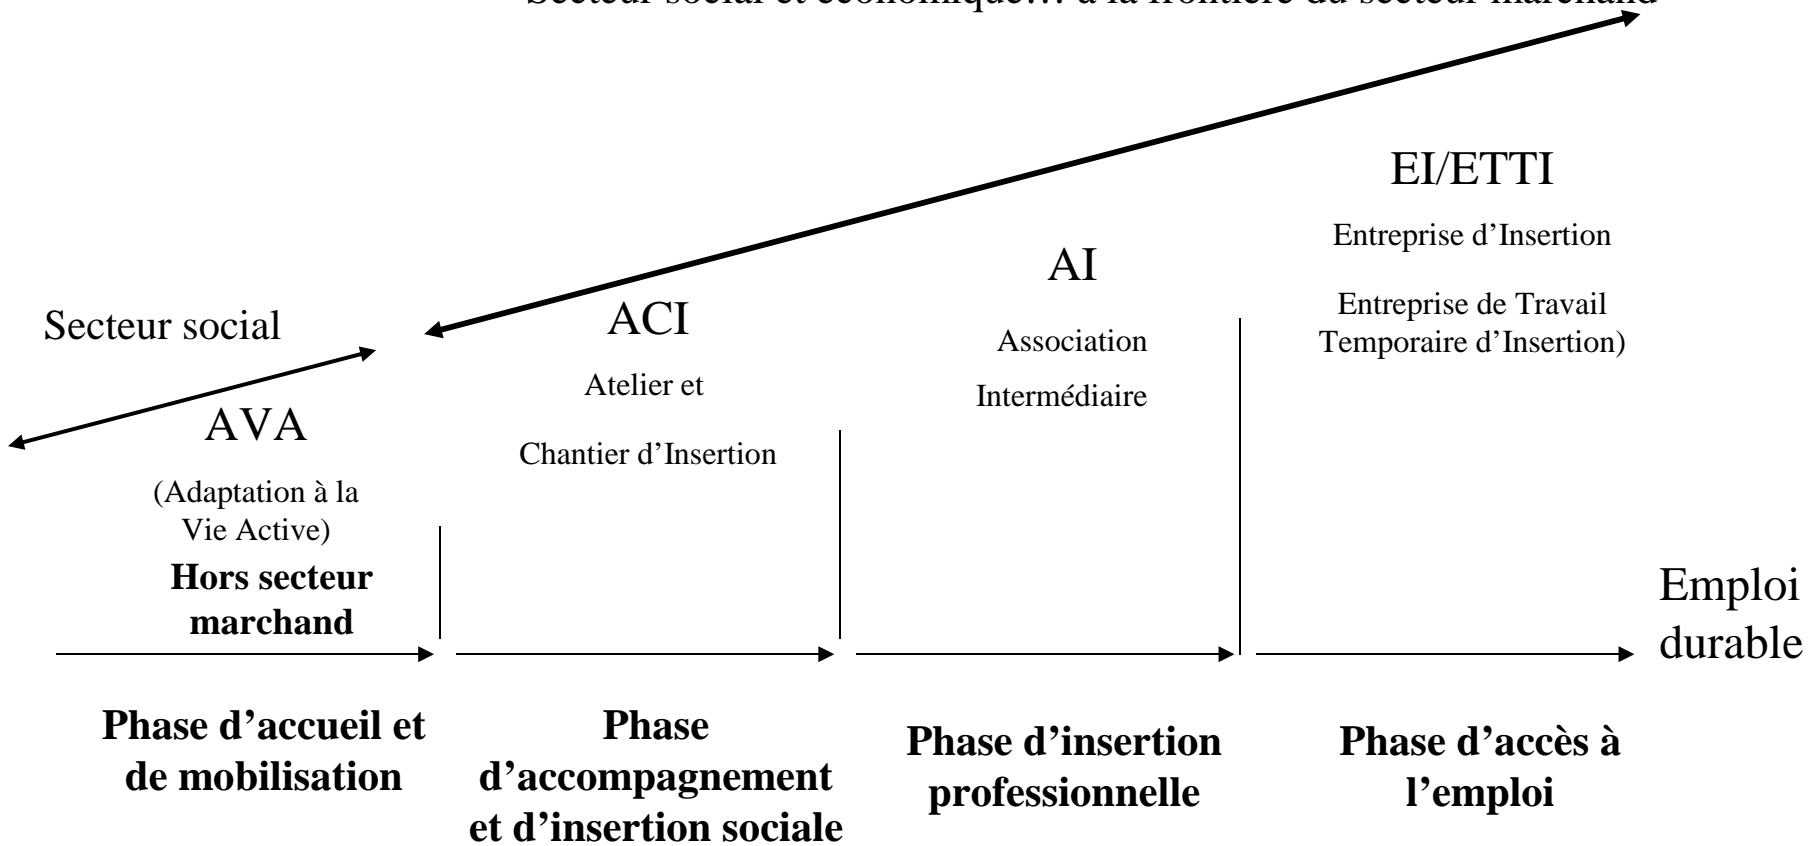 Secteur social et économique… à la frontière du secteur marchand
EI/ETTI
Entreprise d’Insertion
Entreprise de Travail
Temporaire d’Insertion)
AI
Association
Intermédiaire
ACI
Atelier et
Chantier d’Insertion
Secteur social
AVA
(Adaptation à la
Vie Active)
Hors secteur
marchand
Emploi
durable
Phase d’accueil et
de mobilisation
Phase
d’accompagnement
et d’insertion sociale
Phase d’insertion
professionnelle
Phase d’accès à
l’emploi